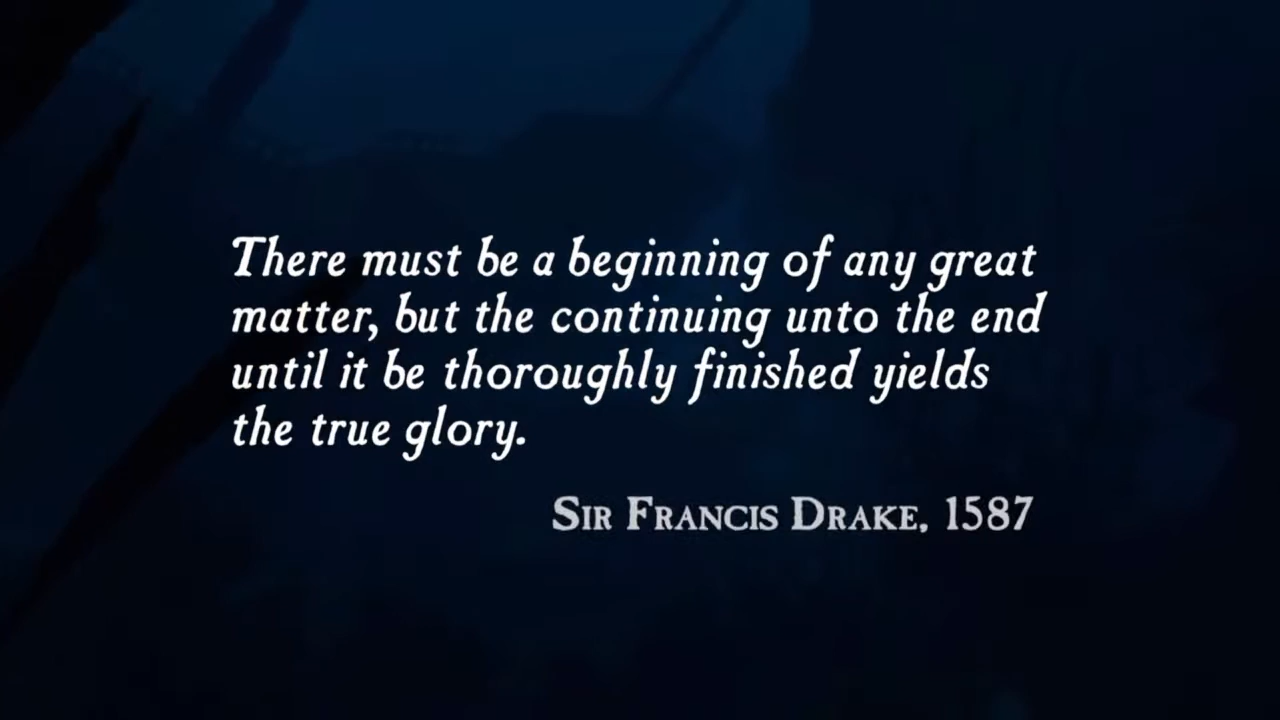 There must be a beginning of any great
matter, but the continuing unto the end
until it be thoroughly finished yields
the true glory.
Sir Francis Drake, 1587